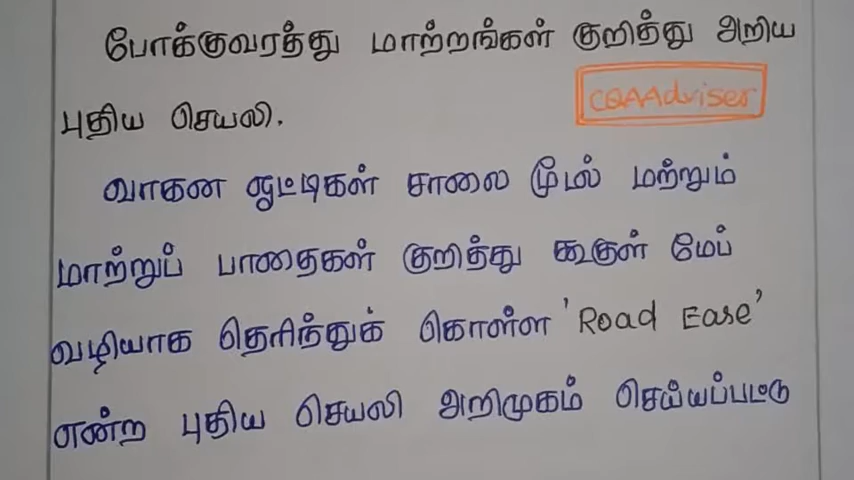 போக்குவரத்து மாற்றங்கள் குறித்து அறிய
புதிய செயலி.
CQAAdviser
வாகன ஓட்டிகள் சாலை மூடல் மற்றும்
மாற்றுப் பாதைகள் குறித்து கூகுள் மேப்
வழியாக தெரிந்துக் கொள்ள 'Road Ease'
என்ற புதிய செயலி அறிமுகம் செய்யப்பட்டு